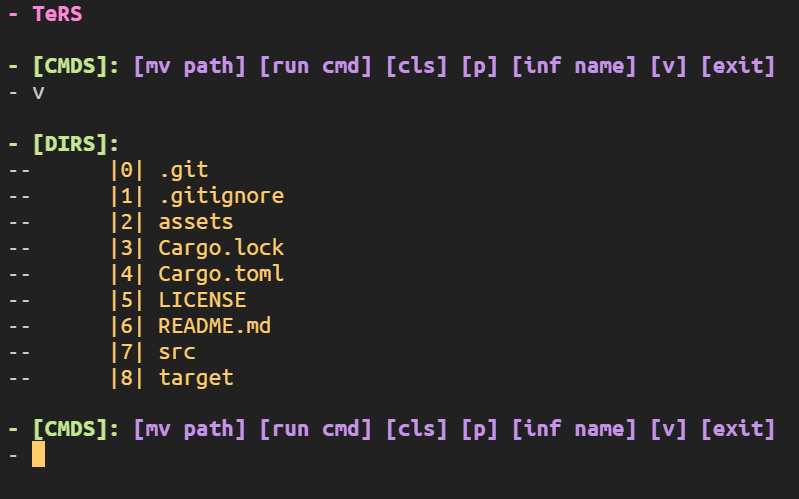 - TeRS
- [CMDS]: [mv path] [run cmd] [cls] [p] [inf name] [v] [exit]
- v
- [DIRS]:
-- |0| .git
-- |1| .gitignore
-- |2| assets
-- |3| Cargo.lock
-- |4| Cargo.toml
-- |5| LICENSE
-- |6| README.md
-- |7| src
-- |8| target
- [CMDS]: [mv path] [run cmd] [cls] [p] [inf name] [v] [exit]
-